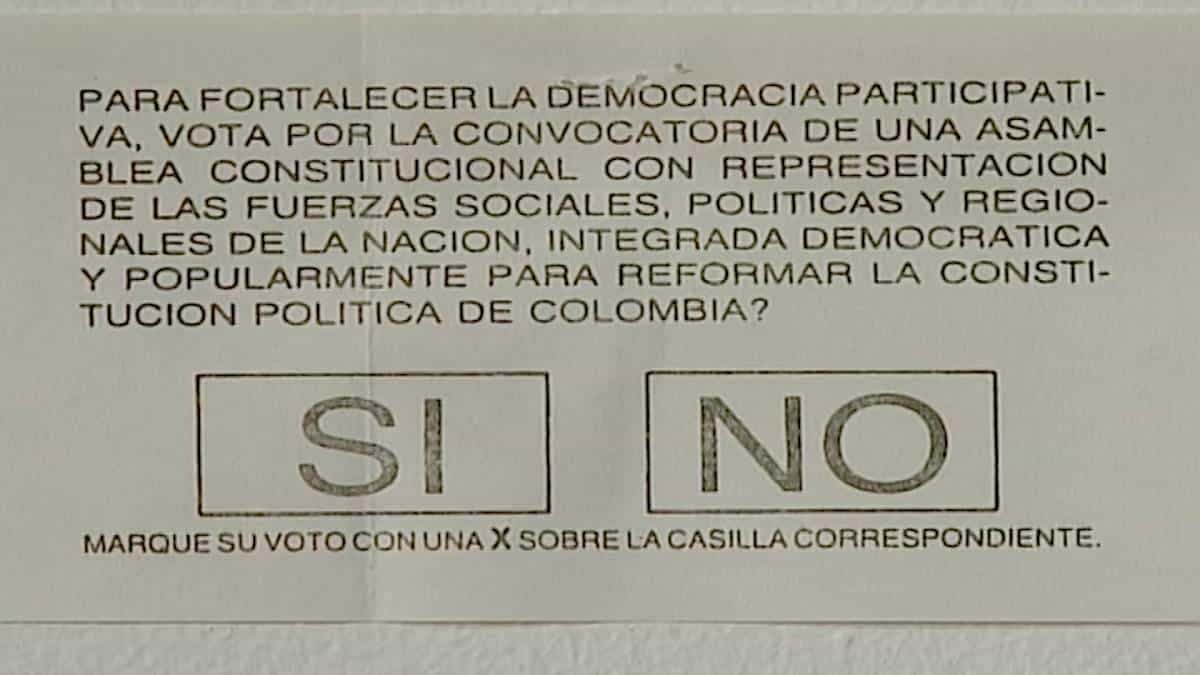 PARA FORTALECER LA DEMOCRACIA PARTICIPATI-
VA, VOTA POR LA CONVOCATORIA DE UNA ASAM-
BLEA CONSTITUCIONAL CON REPRESENTACION
DE LAS FUERZAS SOCIALES, POLITICAS Y REGIO-
NALES DE LA NACION, INTEGRADA DEMOCRATICA
Y POPULARMENTE PARA REFORMAR LA CONSTI-
TUCION POLITICA DE COLOMBIA?
SI NO
MARQUE SU VOTO CON UNA X SOBRE LA CASILLA CORRESPONDIENTE.